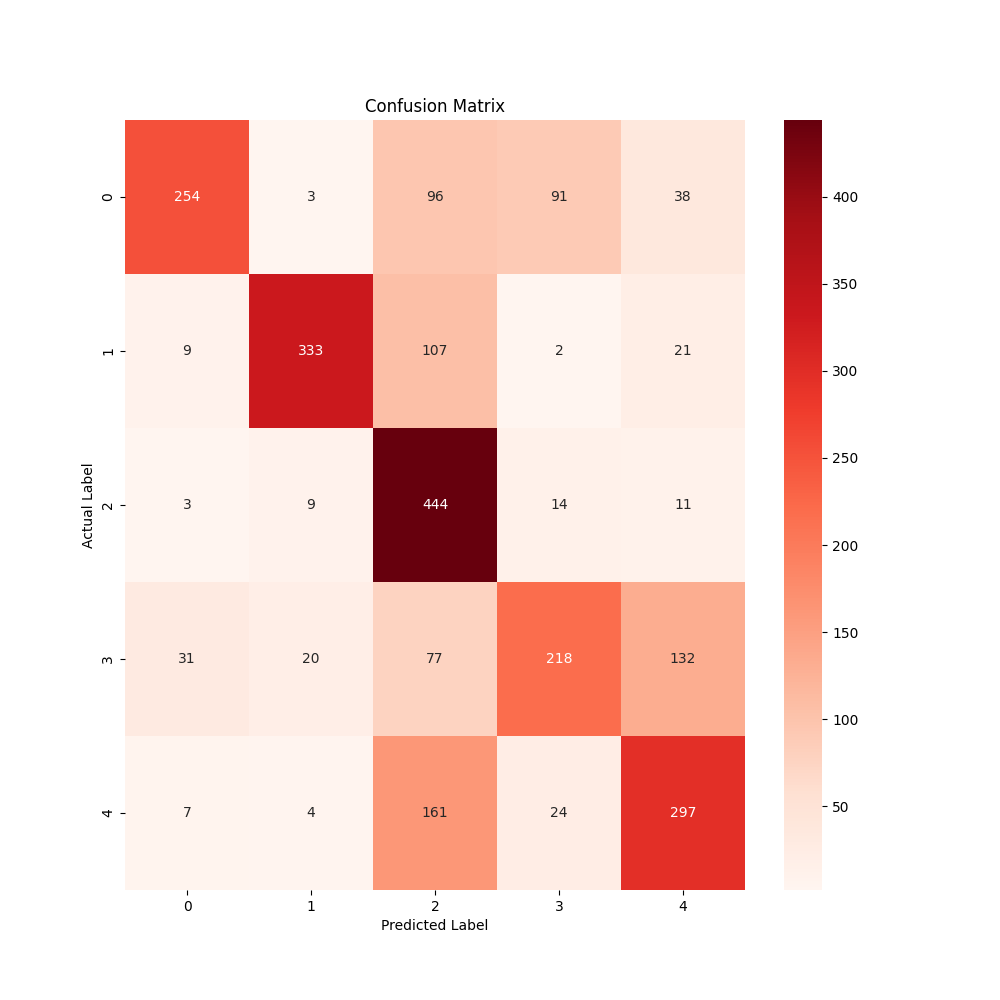 Confusion Matrix
0 254 3 96 91 38
1 9 333 107 2 21
2 3 9 444 14 11
3 31 20 77 218 132
4 7 4 161 24 297
0 1 2 3 4
Predicted Label
Actual Label
400
350
300
250
200
150
100
50